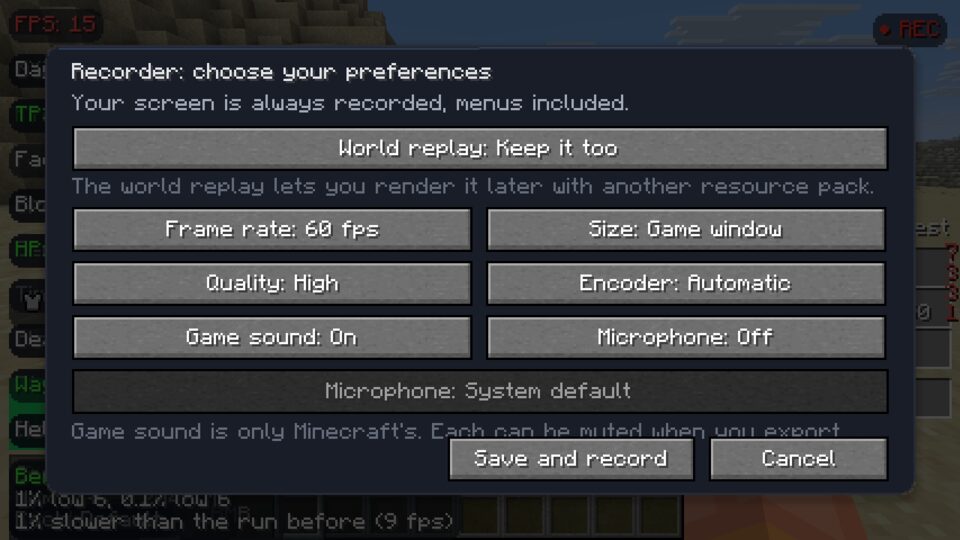 FPS: 15
REC
Recorder: choose your preferences
Your screen is always recorded, menus included.
World replay: Keep it too
The world replay lets you render it later with another resource pack.
Frame rate: 60 fps
Size: Game window
Quality: High
Encoder: Automatic
Game sound: On
Microphone: Off
Microphone: System default
Game sound is only Minecraft's. Each can be muted when you export
Save and record
Cancel
1% low 6, 0.1% low 6
1% slower than the run before (9 fps)